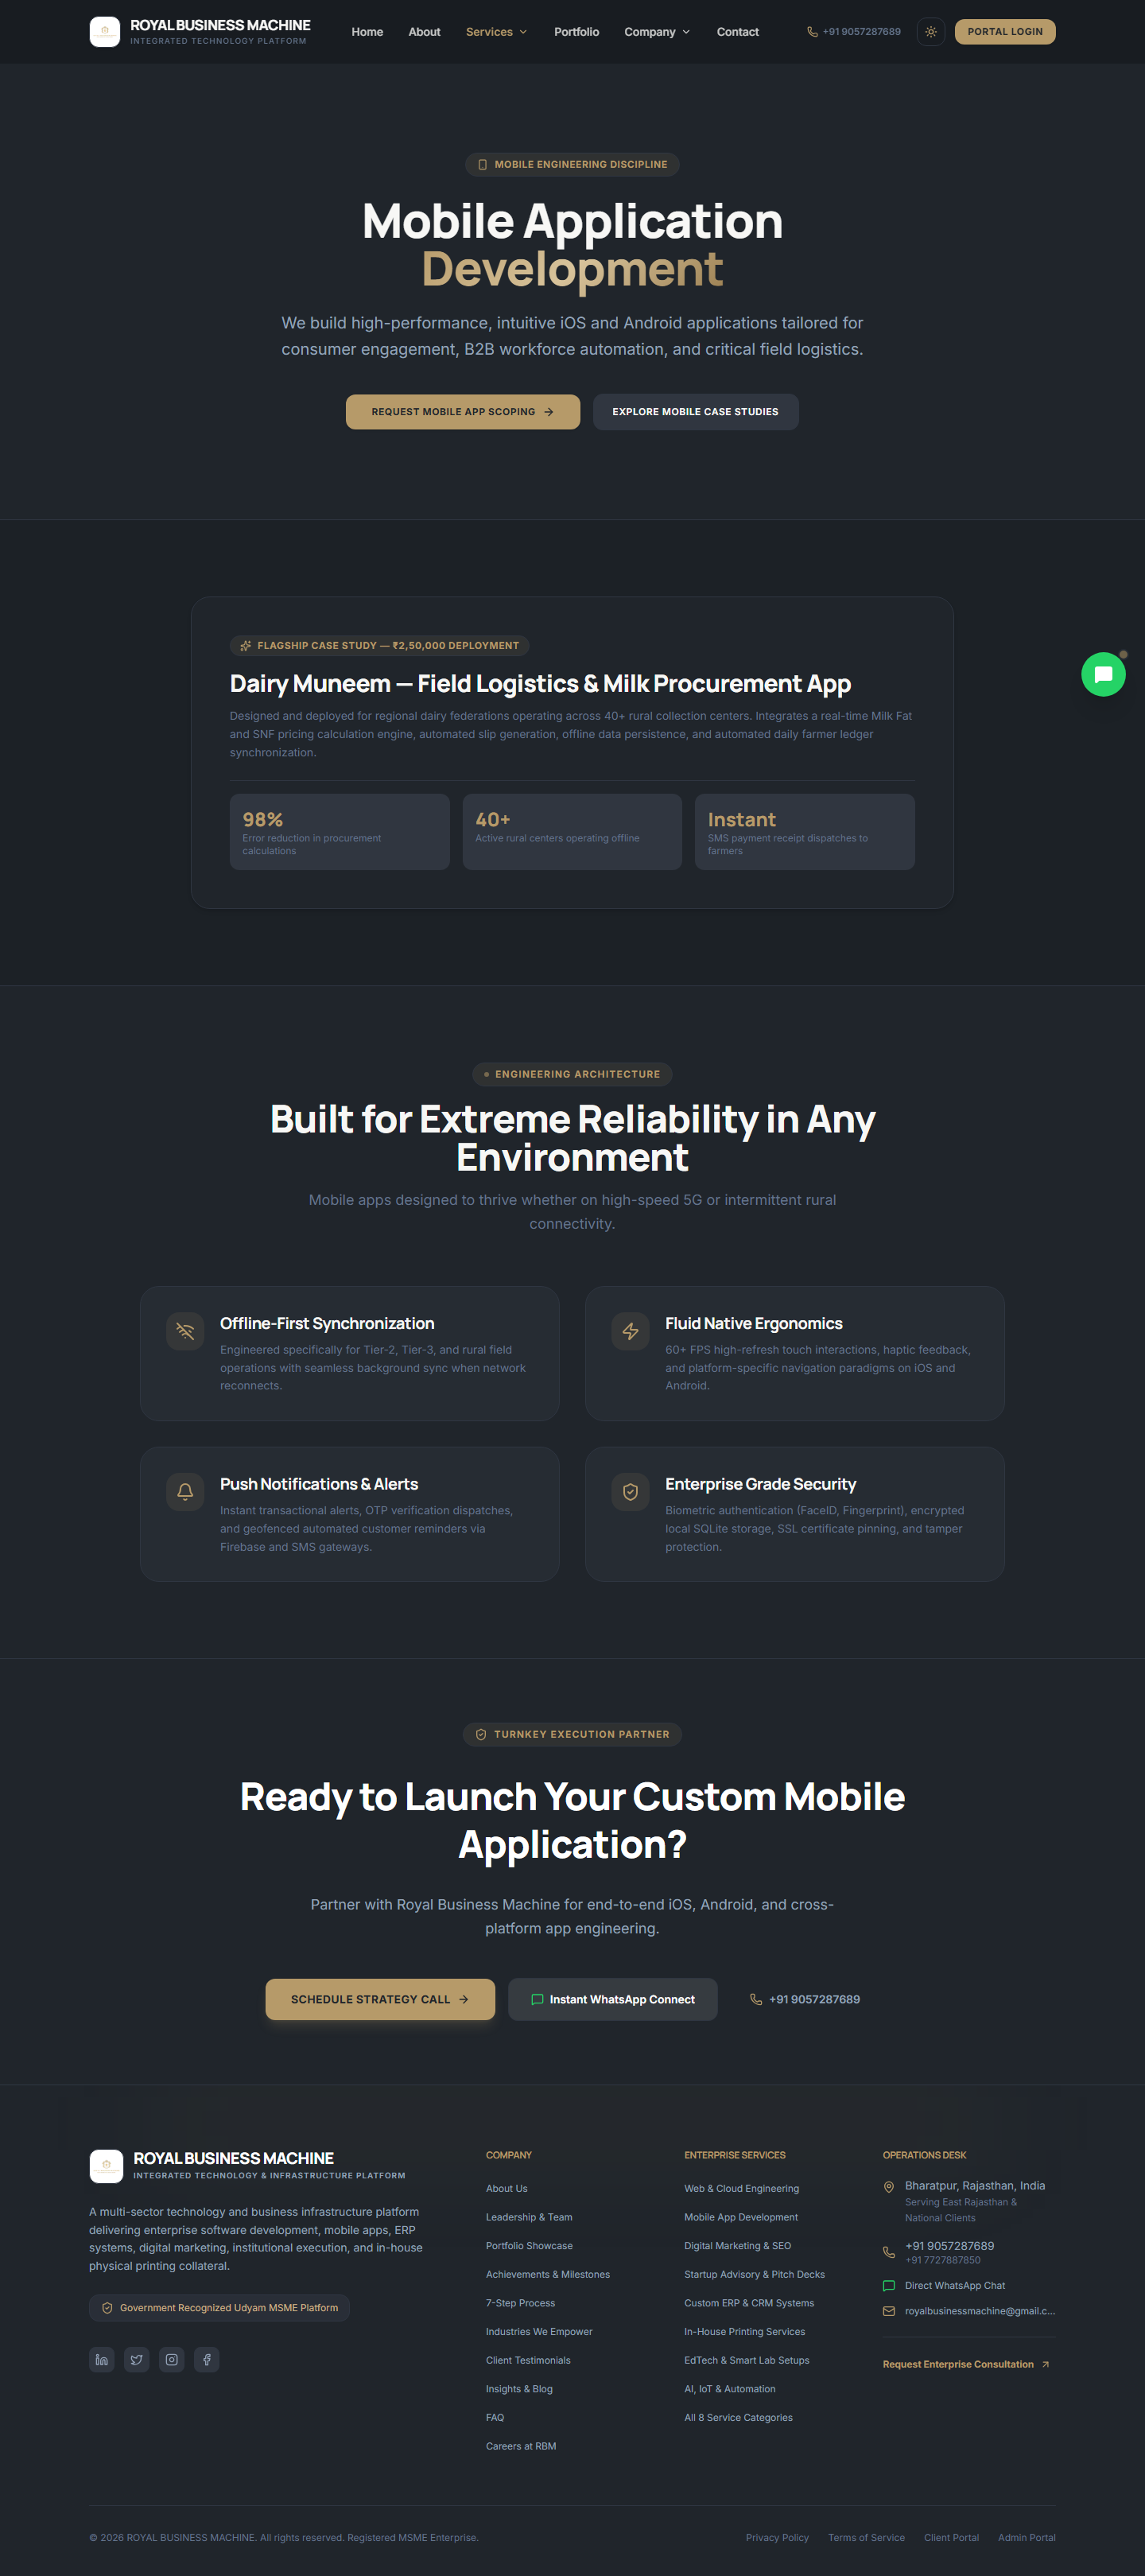 ROYAL BUSINESS MACHINE
INTEGRATED TECHNOLOGY PLATFORM
Home
About
Services
Portfolio
Company
Contact
+91 9057287689
PORTAL LOGIN
MOBILE ENGINEERING DISCIPLINE
Mobile Application
Development
We build high-performance, intuitive iOS and Android applications tailored for
consumer engagement, B2B workforce automation, and critical field logistics.
REQUEST MOBILE APP SCOPING
EXPLORE MOBILE CASE STUDIES
FLAGSHIP CASE STUDY — ₹2,50,000 DEPLOYMENT
Dairy Muneem — Field Logistics & Milk Procurement App
Designed and deployed for regional dairy federations operating across 40+ rural collection centers. Integrates a real-time Milk Fat
and SNF pricing calculation engine, automated slip generation, offline data persistence, and automated daily farmer ledger
synchronization.
98%
Error reduction in procurement
calculations
40+
Active rural centers operating offline
Instant
SMS payment receipt dispatches to
farmers
ENGINEERING ARCHITECTURE
Built for Extreme Reliability in Any
Environment
Mobile apps designed to thrive whether on high-speed 5G or intermittent rural
connectivity.
Offline-First Synchronization
Engineered specifically for Tier-2, Tier-3, and rural field
operations with seamless background sync when network
reconnects.
Fluid Native Ergonomics
60+ FPS high-refresh touch interactions, haptic feedback,
and platform-specific navigation paradigms on iOS and
Android.
Push Notifications & Alerts
Instant transactional alerts, OTP verification dispatches,
and geofenced automated customer reminders via
Firebase and SMS gateways.
Enterprise Grade Security
Biometric authentication (FaceID, Fingerprint), encrypted
local SQLite storage, SSL certificate pinning, and tamper
protection.
TURNKEY EXECUTION PARTNER
Ready to Launch Your Custom Mobile
Application?
Partner with Royal Business Machine for end-to-end iOS, Android, and cross-
platform app engineering.
SCHEDULE STRATEGY CALL
Instant WhatsApp Connect
+91 9057287689
ROYAL BUSINESS MACHINE
INTEGRATED TECHNOLOGY & INFRASTRUCTURE PLATFORM
A multi-sector technology and business infrastructure platform
delivering enterprise software development, mobile apps, ERP
systems, digital marketing, institutional execution, and in-house
physical printing collateral.
Government Recognized Udyam MSME Platform
COMPANY
About Us
Leadership & Team
Portfolio Showcase
Achievements & Milestones
7-Step Process
Industries We Empower
Client Testimonials
Insights & Blog
FAQ
Careers at RBM
ENTERPRISE SERVICES
Web & Cloud Engineering
Mobile App Development
Digital Marketing & SEO
Startup Advisory & Pitch Decks
Custom ERP & CRM Systems
In-House Printing Services
EdTech & Smart Lab Setups
AI, IoT & Automation
All 8 Service Categories
OPERATIONS DESK
Bharatpur, Rajasthan, India
Serving East Rajasthan &
National Clients
+91 9057287689
+91 7727887850
Direct WhatsApp Chat
royalbusinessmachine@gmail.c...
Request Enterprise Consultation
© 2026 ROYAL BUSINESS MACHINE. All rights reserved. Registered MSME Enterprise.
Privacy Policy
Terms of Service
Client Portal
Admin Portal